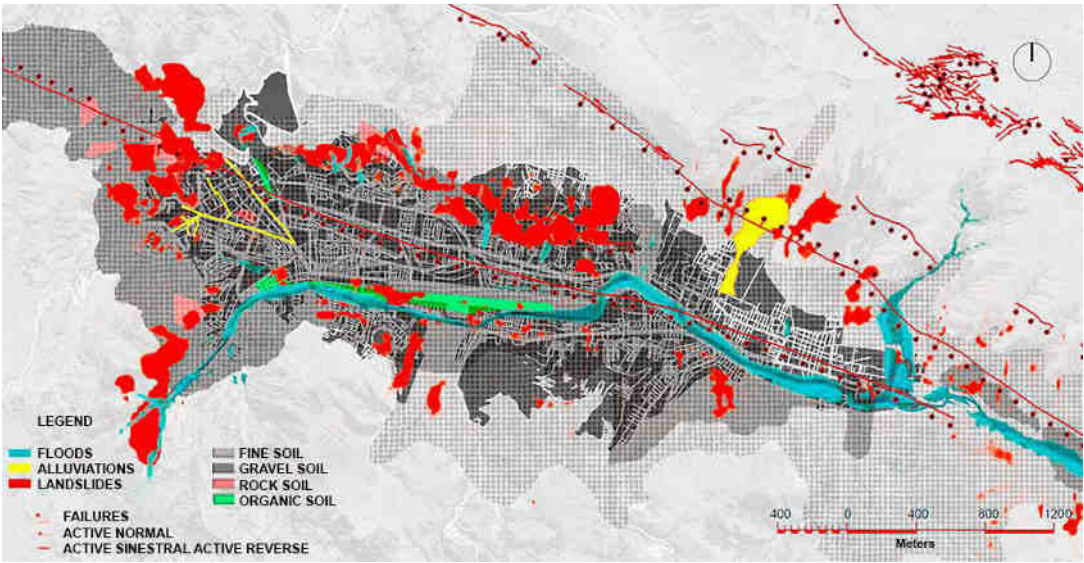 LEGEND
FLOODS
ALLUVIATIONS
LANDSLIDES
FINE SOIL
GRAVEL SOIL
ROCK SOIL
ORGANIC SOIL
FAILURES
ACTIVE NORMAL
ACTIVE SINESTRAL ACTIVE REVERSE
400 0 400 800 1200
Meters